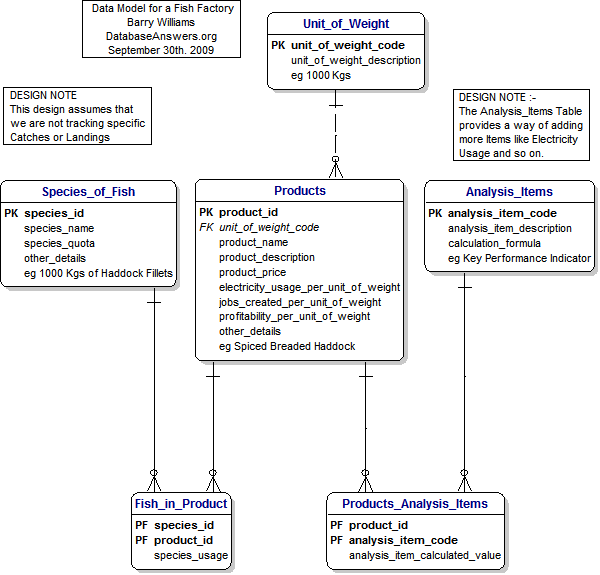 Data Model for a Fish Factory
Barry Williams
DatabaseAnswers.org
September 30th. 2009
Unit_of_Weight
PK unit_of_weight_code
unit_of_weight_description
eg 1000 Kgs
DESIGN NOTE
This design assumes that
we are not tracking specific
Catches or Landings
DESIGN NOTE :-
The Analysis_Items Table
provides a way of adding
more Items like Electricity
Usage and so on.
Species_of_Fish
PK species_id
species_name
species_quota
other_details
eg 1000 Kgs of Haddock Fillets
Products
PK product_id
FK unit_of_weight_code
product_name
product_description
product_price
electricity_usage_per_unit_of_weight
jobs_created_per_unit_of_weight
profitability_per_unit_of_weight
other_details
eg Spiced Breaded Haddock
Analysis_Items
PK analysis_item_code
analysis_item_description
calculation_formula
eg Key Performance Indicator
Fish_in_Product
PF species_id
PF product_id
species_usage
Products_Analysis_Items
PF product_id
PF analysis_item_code
analysis_item_calculated_value